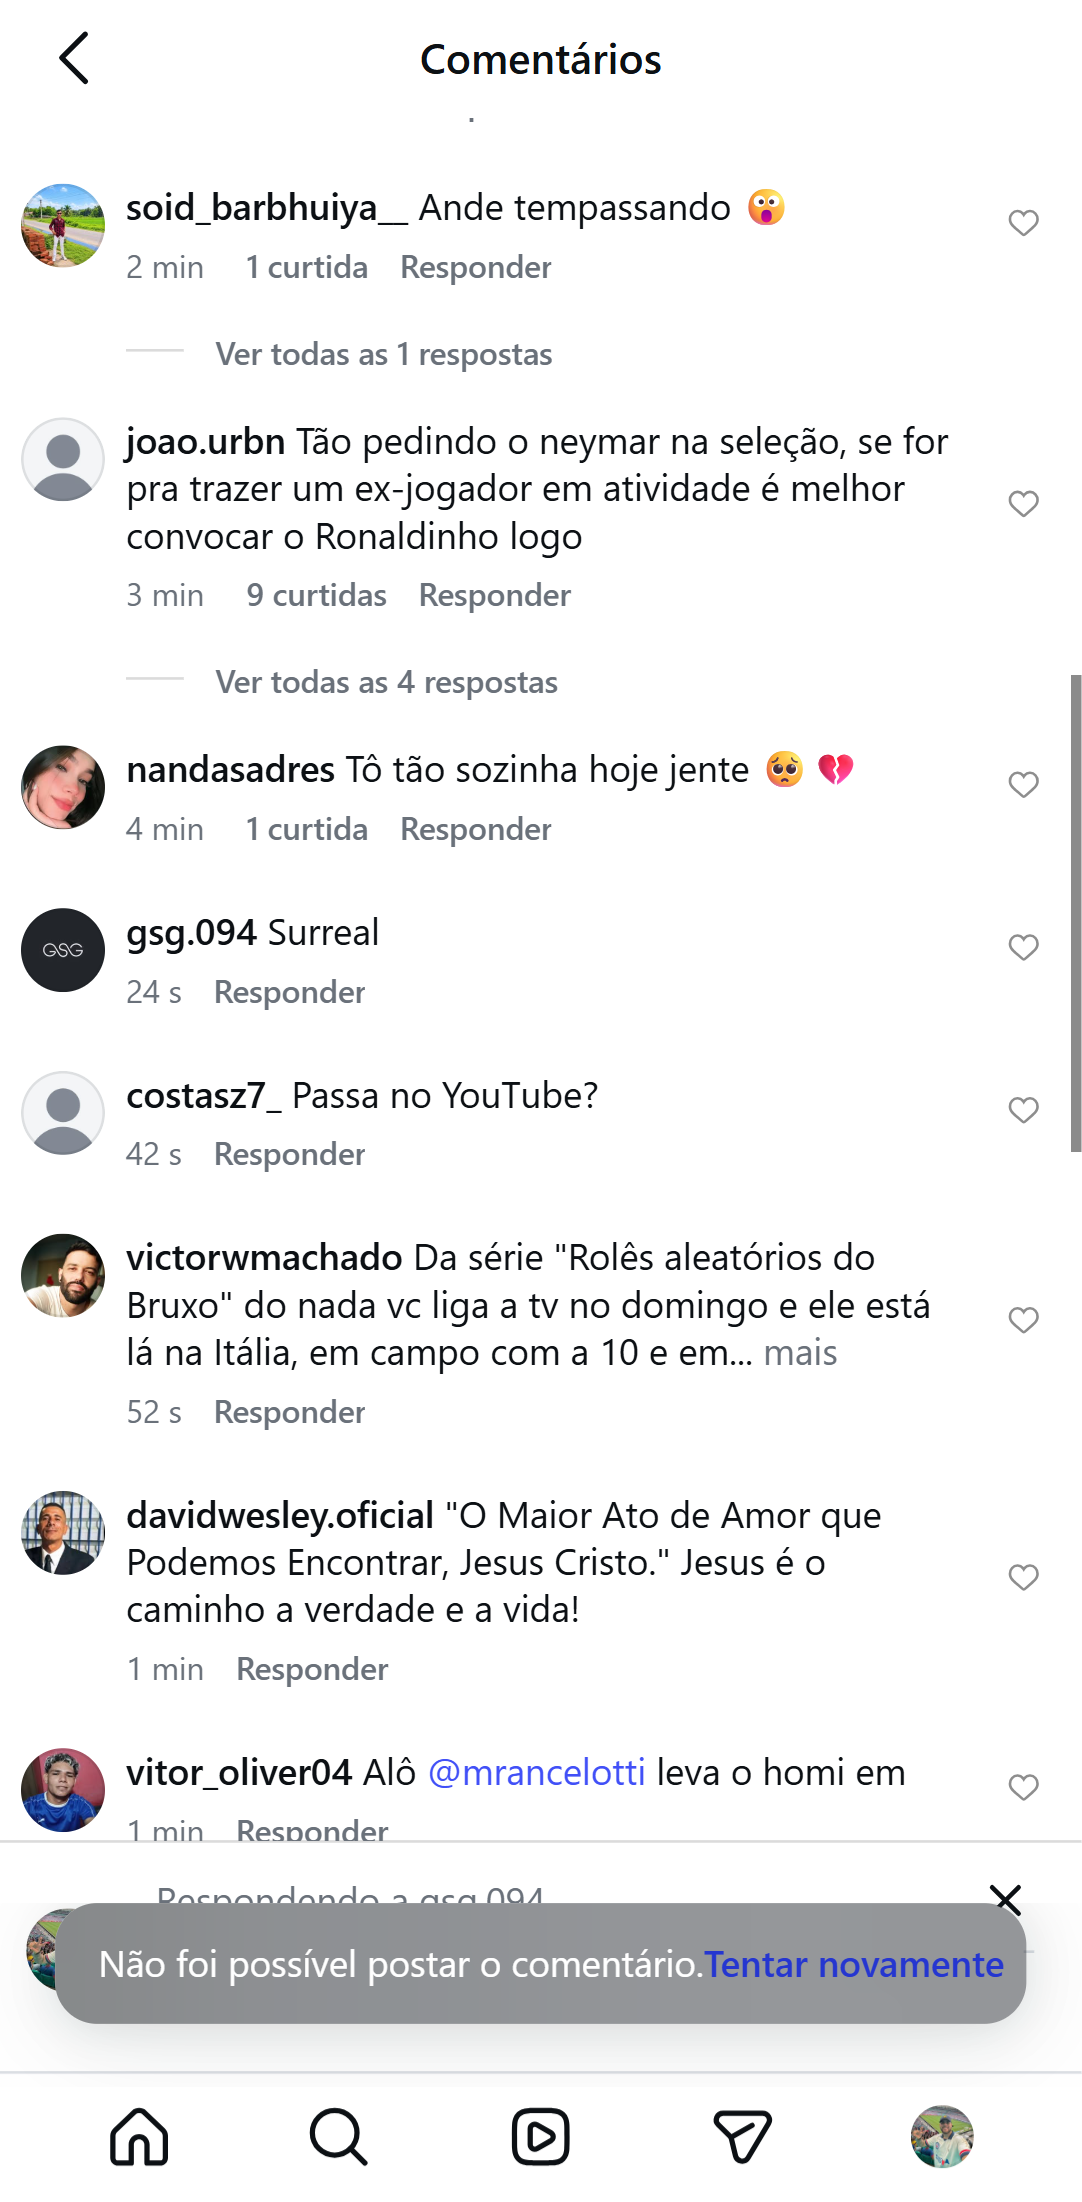 Comentários
soid_barbhuiya__ Ande tempassando 😲
2 min 1 curtida Responder
Ver todas as 1 respostas
joao.urbn Tão pedindo o neymar na seleção, se for
pra trazer um ex-jogador em atividade é melhor
convocar o Ronaldinho logo
3 min 9 curtidas Responder
Ver todas as 4 respostas
nandasadres Tô tão sozinha hoje jente 🥺 💔
4 min 1 curtida Responder
GSG
gsg.094 Surreal
24 s Responder
costasz7_ Passa no YouTube?
42 s Responder
victorwmachado Da série "Rolês aleatórios do
Bruxo" do nada vc liga a tv no domingo e ele está
lá na Itália, em campo com a 10 e em... mais
52 s Responder
davidwesley.oficial "O Maior Ato de Amor que
Podemos Encontrar, Jesus Cristo." Jesus é o
caminho a verdade e a vida!
1 min Responder
vitor_oliver04 Alô @mrancelotti leva o homi em
1 min Responder
Respondendo a gsg.094
Não foi possível postar o comentário.Tentar novamente